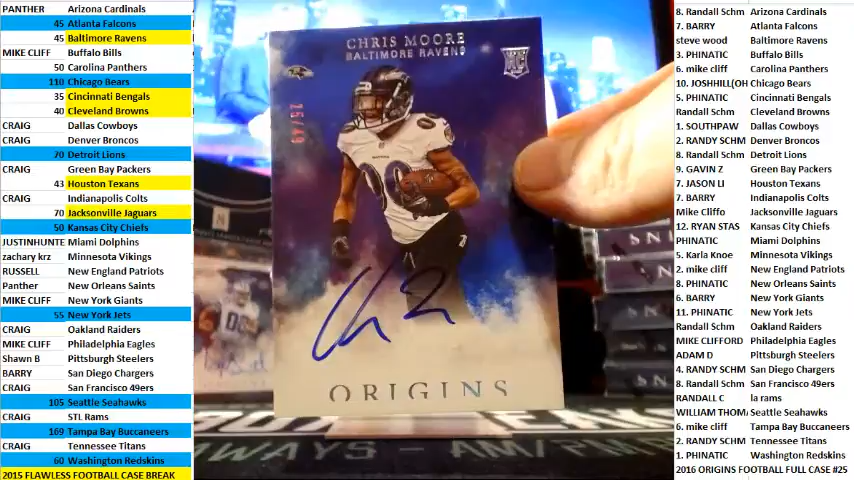 PANTHER Arizona Cardinals
45 Atlanta Falcons
45 Baltimore Ravens
MIKE CLIFF Buffalo Bills
50 Carolina Panthers
110 Chicago Bears
35 Cincinnati Bengals
40 Cleveland Browns
CRAIG Dallas Cowboys
CRAIG Denver Broncos
70 Detroit Lions
CRAIG Green Bay Packers
43 Houston Texans
CRAIG Indianapolis Colts
70 Jacksonville Jaguars
50 Kansas City Chiefs
JUSTINHUNTE Miami Dolphins
zachary krz Minnesota Vikings
RUSSELL New England Patriots
Panther New Orleans Saints
MIKE CLIFF New York Giants
55 New York Jets
CRAIG Oakland Raiders
MIKE CLIFF Philadelphia Eagles
Shawn B Pittsburgh Steelers
BARRY San Diego Chargers
CRAIG San Francisco 49ers
105 Seattle Seahawks
CRAIG STL Rams
169 Tampa Bay Buccaneers
CRAIG Tennessee Titans
60 Washington Redskins
2015 FLAWLESS FOOTBALL CASE BREAK
CHRIS MOORE
BALTIMORE RAVENS
RC
25/49
ORIGINS
8. Randall Schm Arizona Cardinals
7. BARRY Atlanta Falcons
steve wood Baltimore Ravens
3. PHINATIC Buffalo Bills
6. mike cliff Carolina Panthers
10. JOSHHILL(OH Chicago Bears
5. PHINATIC Cincinnati Bengals
Randall Schm Cleveland Browns
1. SOUTHPAW Dallas Cowboys
2. RANDY SCHM Denver Broncos
8. Randall Schm Detroit Lions
9. GAVIN Z Green Bay Packers
7. JASON LI Houston Texans
7. BARRY Indianapolis Colts
Mike Cliffo Jacksonville Jaguars
12. RYAN STAS Kansas City Chiefs
PHINATIC Miami Dolphins
5. Karla Knoe Minnesota Vikings
2. mike cliff New England Patriots
8. PHINATIC New Orleans Saints
6. BARRY New York Giants
11. PHINATIC New York Jets
Randall Schm Oakland Raiders
MIKE CLIFFORD Philadelphia Eagles
ADAM D Pittsburgh Steelers
4. RANDY SCHM San Diego Chargers
8. Randall Schm San Francisco 49ers
RANDALL C la rams
WILLIAM THOM Seattle Seahawks
6. mike cliff Tampa Bay Buccaneers
2. RANDY SCHM Tennessee Titans
1. PHINATIC Washington Redskins
2016 ORIGINS FOOTBALL FULL CASE #25